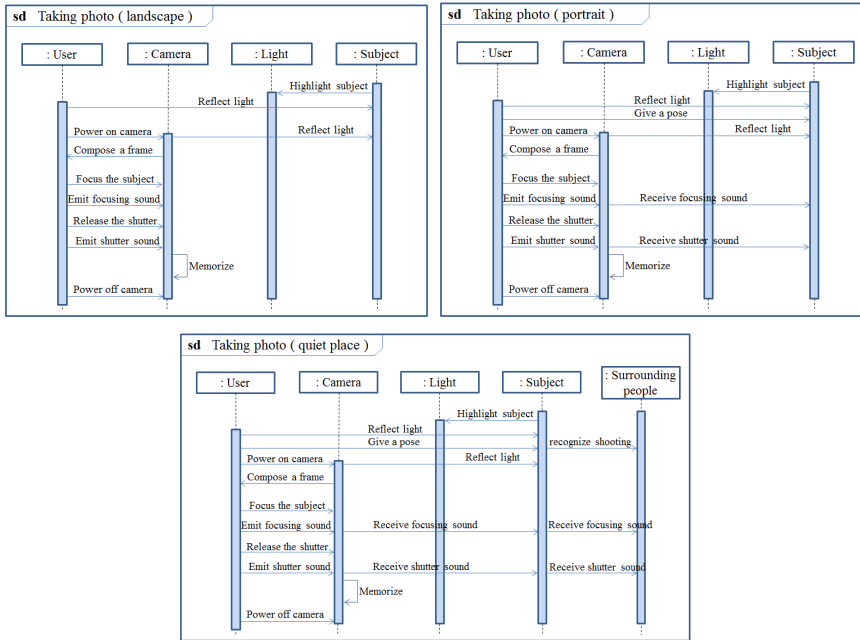 sd Taking photo ( landscape )
: User
: Camera
: Light
: Subject
Highlight subject
Reflect light
Power on camera
Reflect light
Compose a frame
Focus the subject
Emit focusing sound
Release the shutter
Emit shutter sound
Memorize
Power off camera
sd Taking photo ( portrait )
: User
: Camera
: Light
: Subject
Highlight subject
Reflect light
Give a pose
Power on camera
Reflect light
Compose a frame
Focus the subject
Emit focusing sound
Receive focusing sound
Release the shutter
Emit shutter sound
Receive shutter sound
Memorize
Power off camera
sd Taking photo ( quiet place )
: User
: Camera
: Light
: Subject
: Surrounding
people
Highlight subject
Reflect light
Give a pose
recognize shooting
Power on camera
Reflect light
Compose a frame
Focus the subject
Emit focusing sound
Receive focusing sound
Receive focusing sound
Release the shutter
Emit shutter sound
Receive shutter sound
Receive shutter sound
Memorize
Power off camera